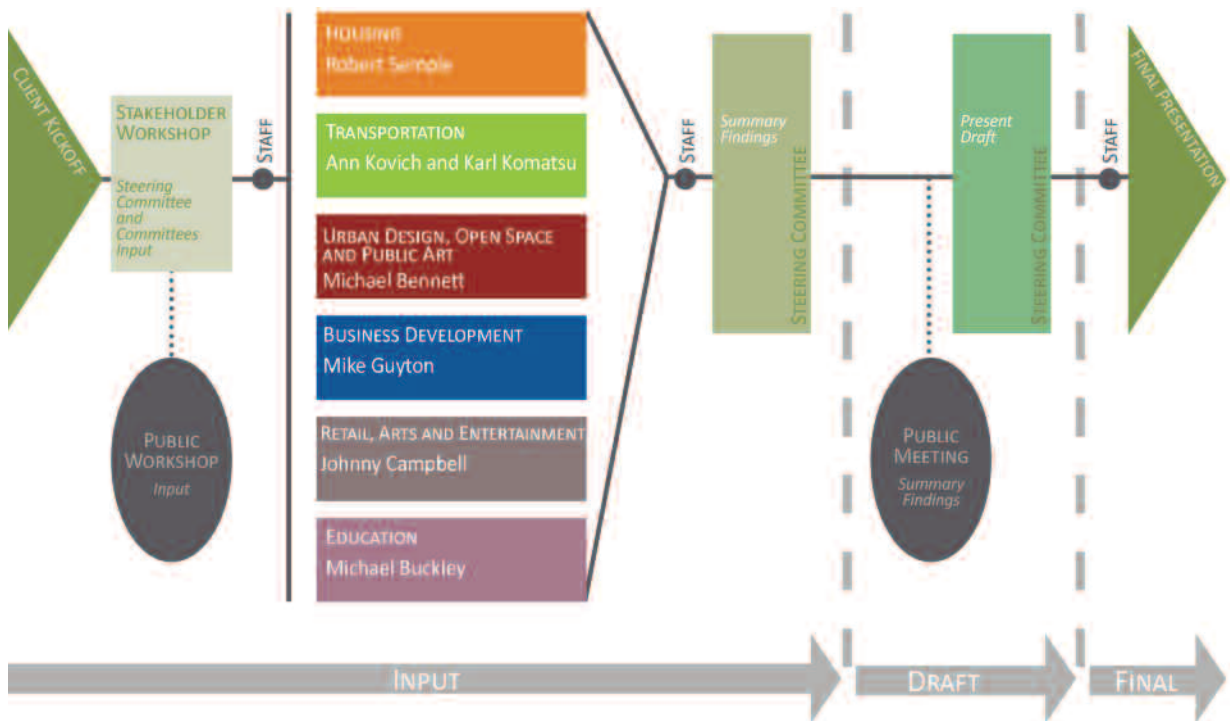 CLIENT KICKOFF
STAKEHOLDER
WORKSHOP
Steering
Committee
and
Committees
Input
PUBLIC
WORKSHOP
Input
STAFF
HOUSING
Robert Semple
TRANSPORTATION
Ann Kovich and Karl Komatsu
URBAN DESIGN, OPEN SPACE
AND PUBLIC ART
Michael Bennett
BUSINESS DEVELOPMENT
Mike Guyton
RETAIL, ARTS AND ENTERTAINMENT
Johnny Campbell
EDUCATION
Michael Buckley
STAFF
Summary
Findings
STEERING COMMITTEE
PUBLIC
MEETING
Summary
Findings
Present
Draft
STEERING COMMITTEE
STAFF
FINAL PRESENTATION
INPUT
DRAFT
FINAL